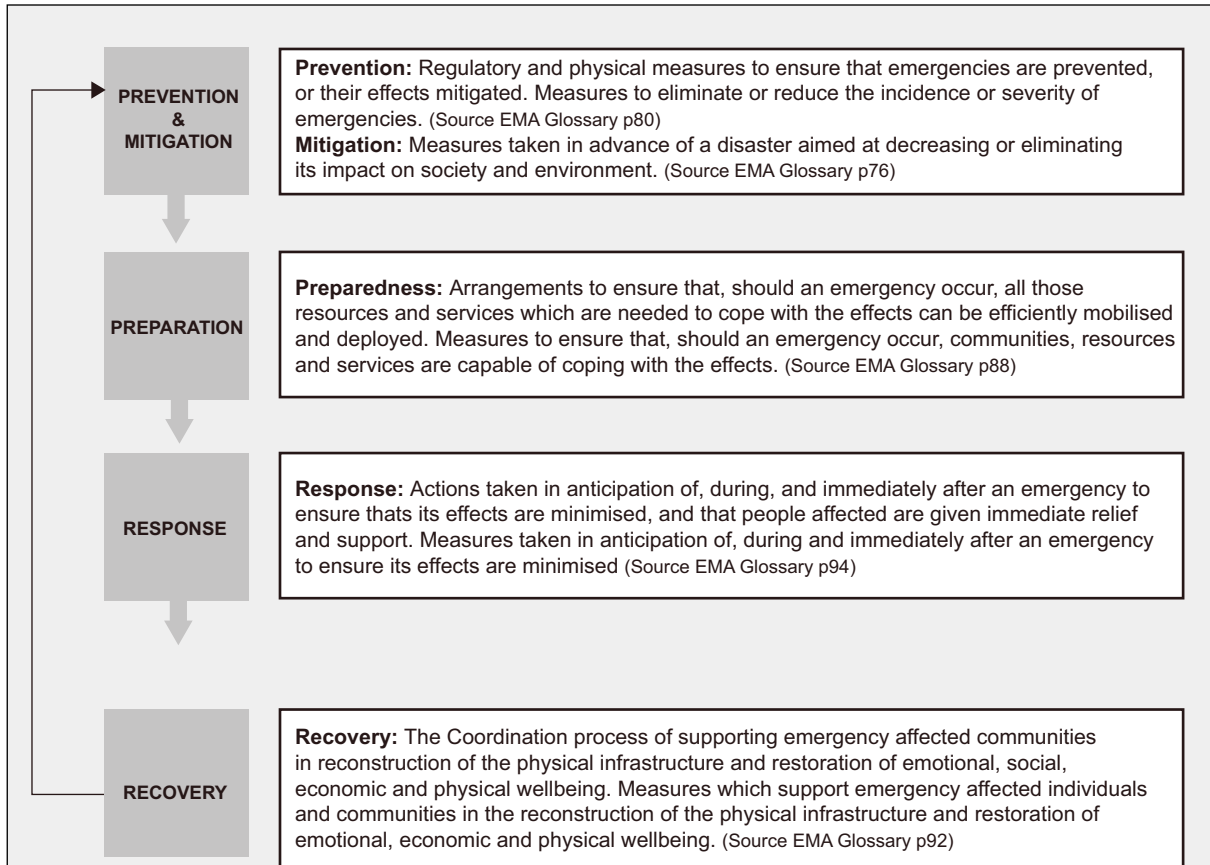 PREVENTION
&
MITIGATION
Prevention: Regulatory and physical measures to ensure that emergencies are prevented,
or their effects mitigated. Measures to eliminate or reduce the incidence or severity of
emergencies. (Source EMA Glossary p80)
Mitigation: Measures taken in advance of a disaster aimed at decreasing or eliminating
its impact on society and environment. (Source EMA Glossary p76)
PREPARATION
Preparedness: Arrangements to ensure that, should an emergency occur, all those
resources and services which are needed to cope with the effects can be efficiently mobilised
and deployed. Measures to ensure that, should an emergency occur, communities, resources
and services are capable of coping with the effects. (Source EMA Glossary p88)
RESPONSE
Response: Actions taken in anticipation of, during, and immediately after an emergency to
ensure thats its effects are minimised, and that people affected are given immediate relief
and support. Measures taken in anticipation of, during and immediately after an emergency
to ensure its effects are minimised (Source EMA Glossary p94)
RECOVERY
Recovery: The Coordination process of supporting emergency affected communities
in reconstruction of the physical infrastructure and restoration of emotional, social,
economic and physical wellbeing. Measures which support emergency affected individuals
and communities in the reconstruction of the physical infrastructure and restoration of
emotional, economic and physical wellbeing. (Source EMA Glossary p92)